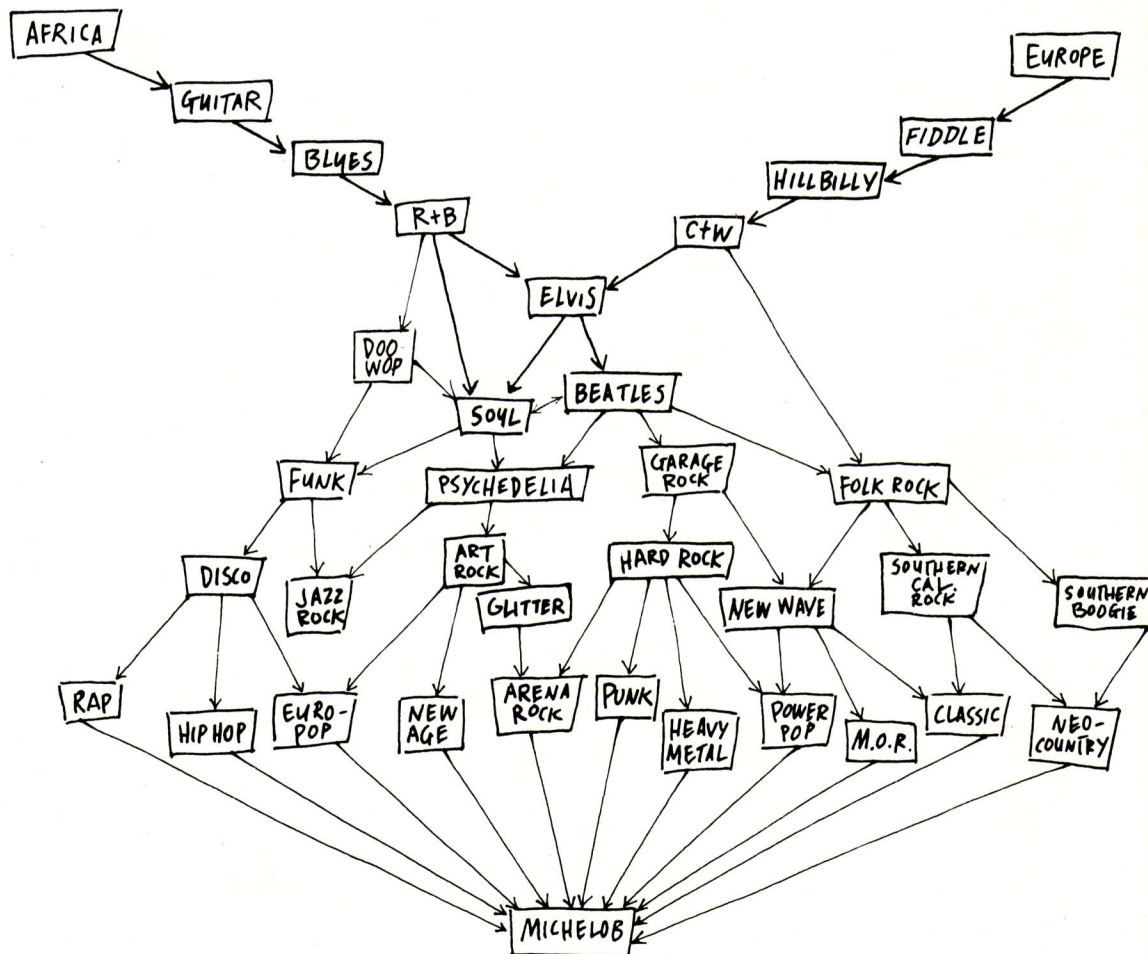 AFRICA
EUROPE
GUITAR
FIDDLE
BLUES
HILLBILLY
R+B
C+W
ELVIS
DOO
WOP
BEATLES
SOUL
FUNK
PSYCHEDELIA
GARAGE
ROCK
FOLK ROCK
DISCO
JAZZ
ROCK
ART
ROCK
GLITTER
HARD ROCK
NEW WAVE
SOUTHERN
CAL.
ROCK
SOUTHERN
BOOGIE
RAP
HIP HOP
EURO-
POP
NEW
AGE
ARENA
ROCK
PUNK
HEAVY
METAL
POWER
POP
M.O.R.
CLASSIC
NEO-
COUNTRY
MICHELOB